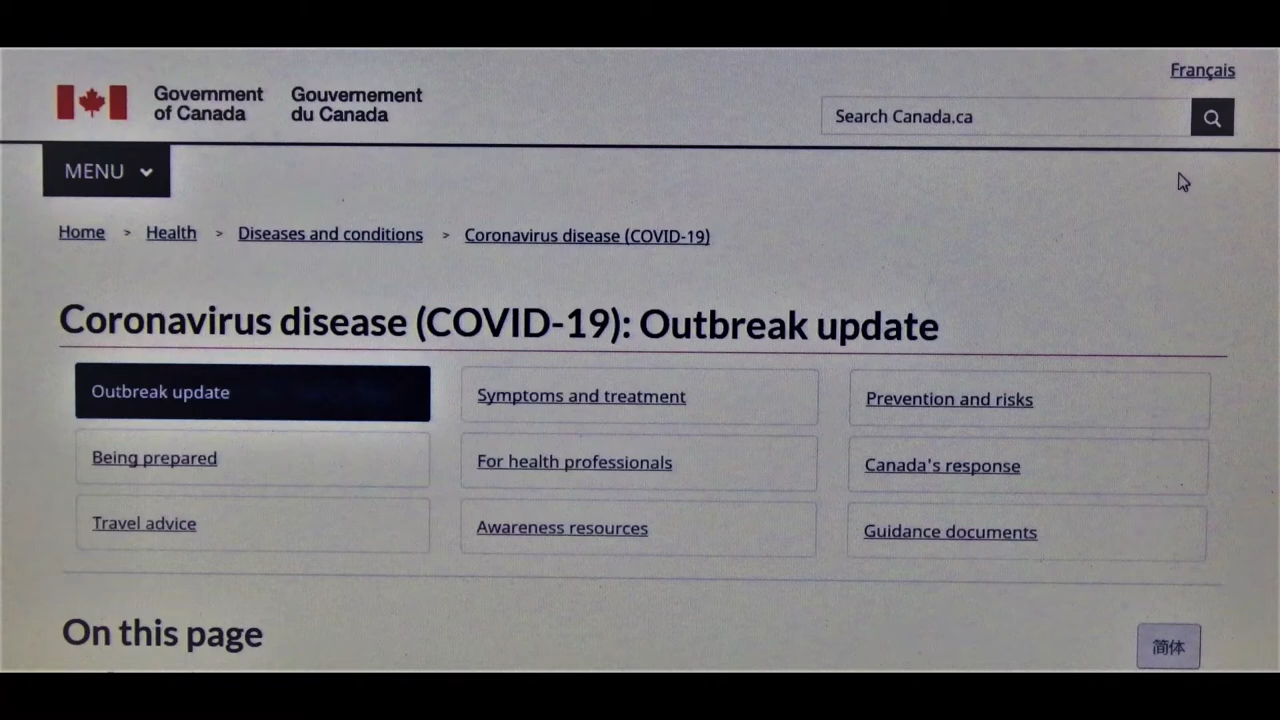 Français
Government of Canada
Gouvernement du Canada
Search Canada.ca
MENU
Home > Health > Diseases and conditions > Coronavirus disease (COVID-19)
Coronavirus disease (COVID-19): Outbreak update
Outbreak update
Symptoms and treatment
Prevention and risks
Being prepared
For health professionals
Canada's response
Travel advice
Awareness resources
Guidance documents
On this page
简体